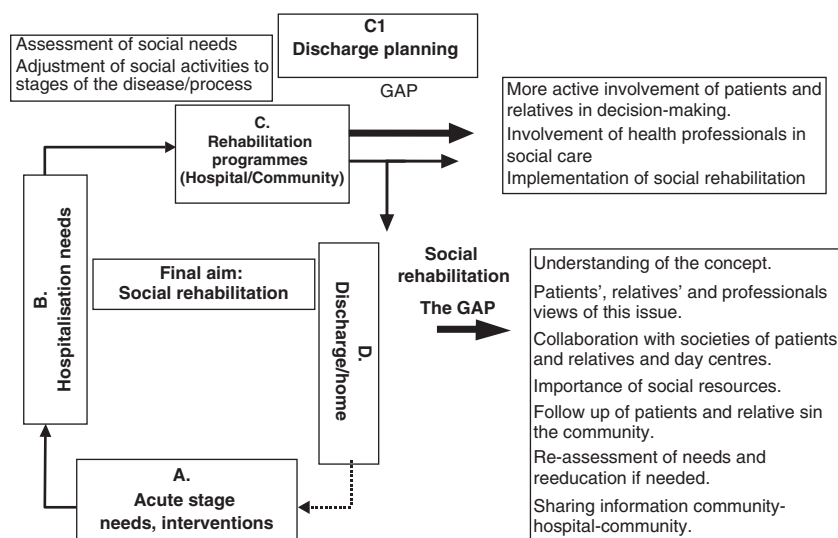 Assessment of social needs
Adjustment of social activities to
stages of the disease/process
C1
Discharge planning
GAP
C.
Rehabilitation
programmes
(Hospital/Community)
More active involvement of patients and
relatives in decision-making.
Involvement of health professionals in
social care
Implementation of social rehabilitation
B.
Hospitalisation needs
Final aim:
Social rehabilitation
D.
Discharge/home
Social
rehabilitation
The GAP
Understanding of the concept.
Patients', relatives' and professionals
views of this issue.
Collaboration with societies of patients
and relatives and day centres.
Importance of social resources.
Follow up of patients and relative sin
the community.
Re-assessment of needs and
reeducation if needed.
Sharing information community-
hospital-community.
A.
Acute stage
needs, interventions